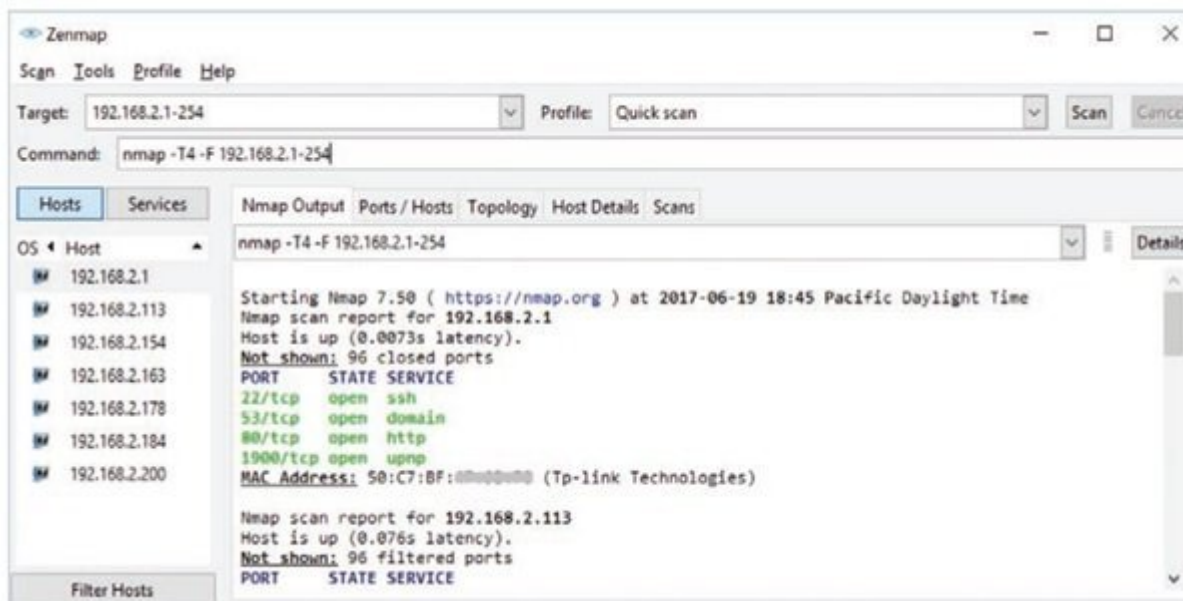 Zenmap
Scan Tools Profile Help
Target: 192.168.2.1-254 Profile: Quick scan Scan Cancel
Command: nmap -T4 -F 192.168.2.1-254
Hosts Services
Nmap Output Ports / Hosts Topology Host Details Scans
OS Host
nmap -T4 -F 192.168.2.1-254 Details
192.168.2.1
192.168.2.113
192.168.2.154
192.168.2.163
192.168.2.178
192.168.2.184
192.168.2.200
Starting Nmap 7.50 ( https://nmap.org ) at 2017-06-19 18:45 Pacific Daylight Time
Nmap scan report for 192.168.2.1
Host is up (0.0073s latency).
Not shown: 96 closed ports
PORT STATE SERVICE
22/tcp open ssh
53/tcp open domain
80/tcp open http
1900/tcp open upnp
MAC Address: 50:C7:BF: (Tp-link Technologies)
Nmap scan report for 192.168.2.113
Host is up (0.076s latency).
Not shown: 96 filtered ports
PORT STATE SERVICE
Filter Hosts